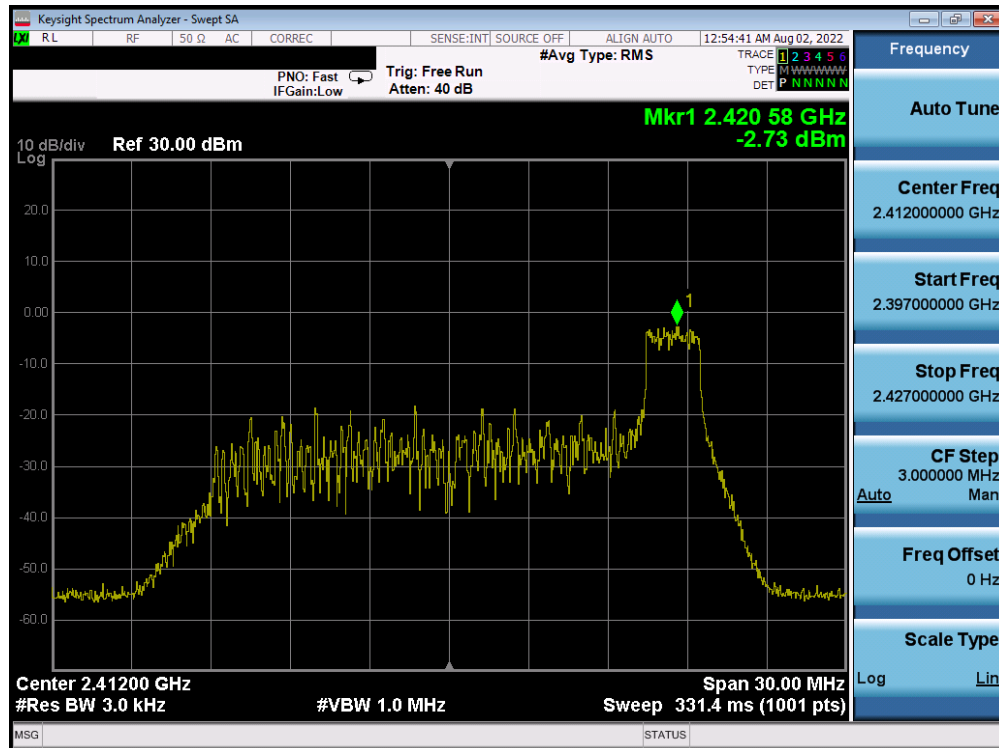 Keysight Spectrum Analyzer - Swept SA
LXI RL RF 50 Ω AC CORREC SENSE:INT SOURCE OFF ALIGN AUTO 12:54:41 AM Aug 02, 2022
#Avg Type: RMS
TRACE 1 2 3 4 5 6
PNO: Fast Trig: Free Run
TYPE M WWWWW
IFGain:Low Atten: 40 dB
DET P N N N N N
Mkr1 2.420 58 GHz
-2.73 dBm
10 dB/div Ref 30.00 dBm
Log
20.0
10.0
0.00
1
-10.0
-20.0
-30.0
-40.0
-50.0
-60.0
Center 2.41200 GHz Span 30.00 MHz
#Res BW 3.0 kHz #VBW 1.0 MHz Sweep 331.4 ms (1001 pts)
MSG STATUS
Frequency
Auto Tune
Center Freq
2.412000000 GHz
Start Freq
2.397000000 GHz
Stop Freq
2.427000000 GHz
CF Step
3.000000 MHz
Auto Man
Freq Offset
0 Hz
Scale Type
Log Lin